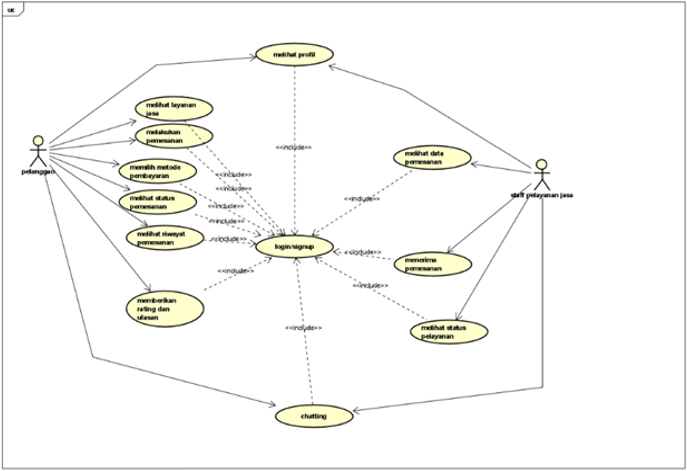 uc
melihat profil
melihat layanan
jasa
melakukan
pemesanan
<<include>>
melihat data
pemesanan
memilih metode
pembayaran
<<include>>
<<include>>
pelanggan
staff pelayanan jasa
melihat status
pemesanan
<<include>>
<<include>>
<<include>>
melihat riwayat
pemesanan
<<include>>
login/signup
<<include>>
menerima
pemesanan
<<include>>
<<include>>
memberikan
rating dan
ulasan
<<include>>
melihat status
pelayanan
chatting